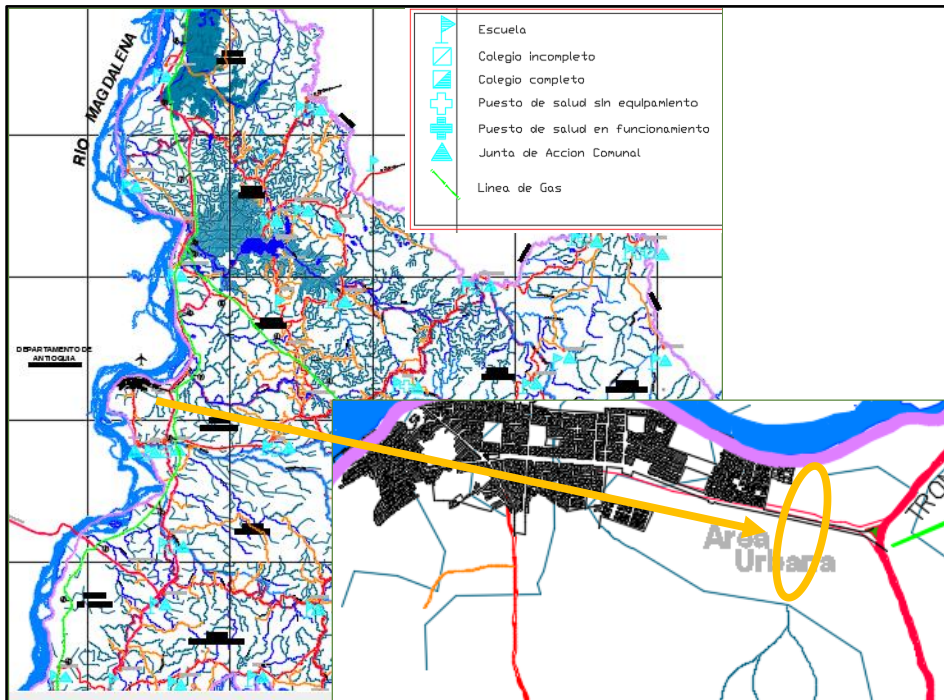 RÍO MAGDALENA
Escuela
Colegio incompleto
Colegio completo
Puesto de salud sin equipamiento
Puesto de salud en funcionamiento
Junta de Accion Comunal
Linea de Gas
DEPARTAMENTO DE
ANTIOQUIA
Area
Urbana